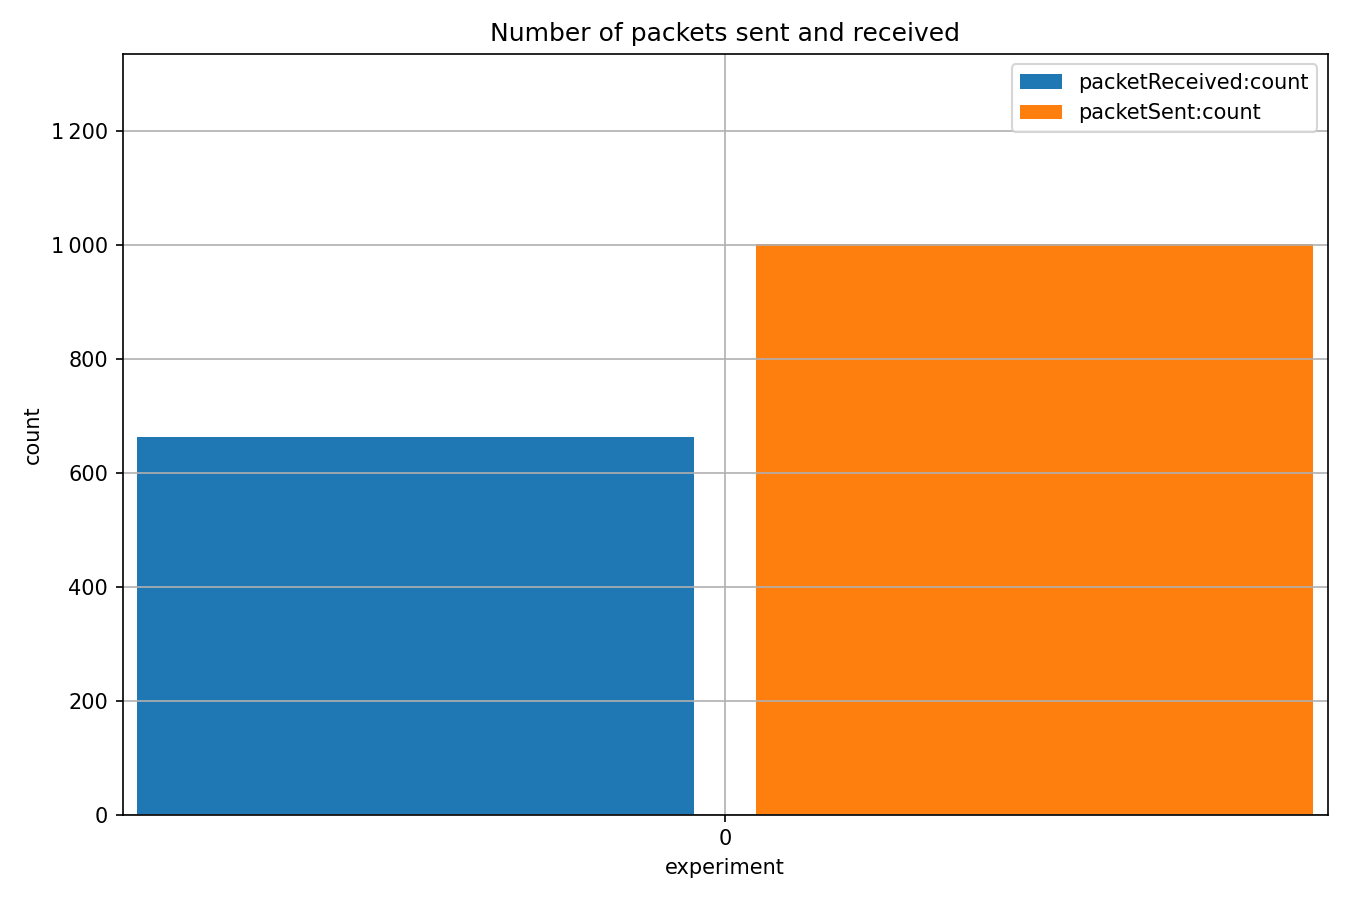 Number of packets sent and received
packetReceived:count
packetSent:count
1 200
1 000
800
600
400
200
0
count
0
experiment